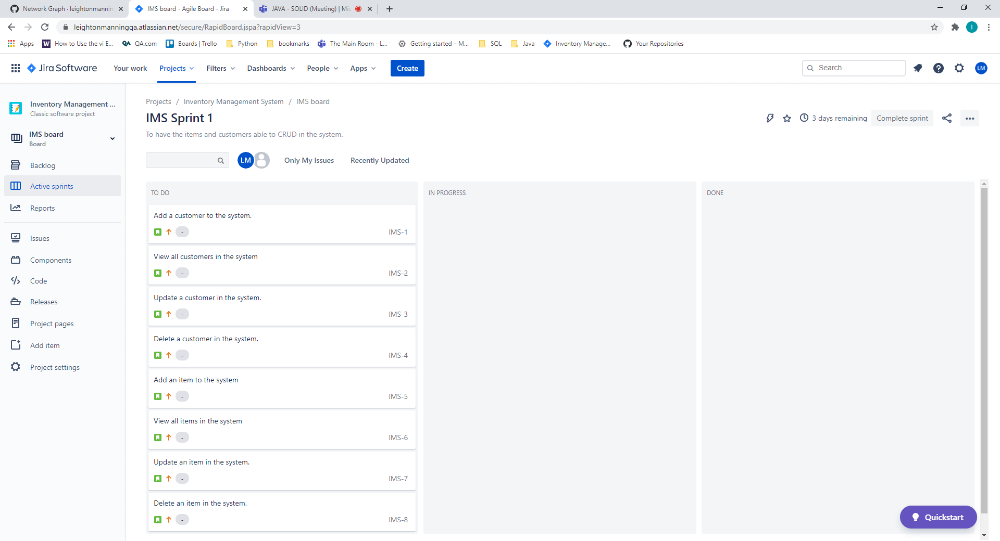 Network Graph · leightonmannin
IMS board - Agile Board - Jira
JAVA - SOLID (Meeting) | Mic
leightonmanningqa.atlassian.net/secure/RapidBoard.jspa?rapidView=3
I
Apps
How to Use the vi E...
QA.com
Boards | Trello
Python
bookmarks
The Main Room - L...
Getting started – M...
SQL
Java
Inventory Manage...
Your Repositories
Jira Software
Your work
Projects
Filters
Dashboards
People
Apps
Create
Search
LM
Inventory Management ...
Classic software project
IMS board
Board
Backlog
Active sprints
Reports
Issues
Components
Code
Releases
Project pages
Add item
Project settings
Projects / Inventory Management System / IMS board
IMS Sprint 1
3 days remaining
Complete sprint
To have the items and customers able to CRUD in the system.
LM
Only My Issues
Recently Updated
TO DO
IN PROGRESS
DONE
Add a customer to the system.
- IMS-1
View all customers in the system
- IMS-2
Update a customer in the system.
- IMS-3
Delete a customer in the system.
- IMS-4
Add an item to the system
- IMS-5
View all items in the system
- IMS-6
Update an item in the system.
- IMS-7
Delete an item in the system.
- IMS-8
Quickstart